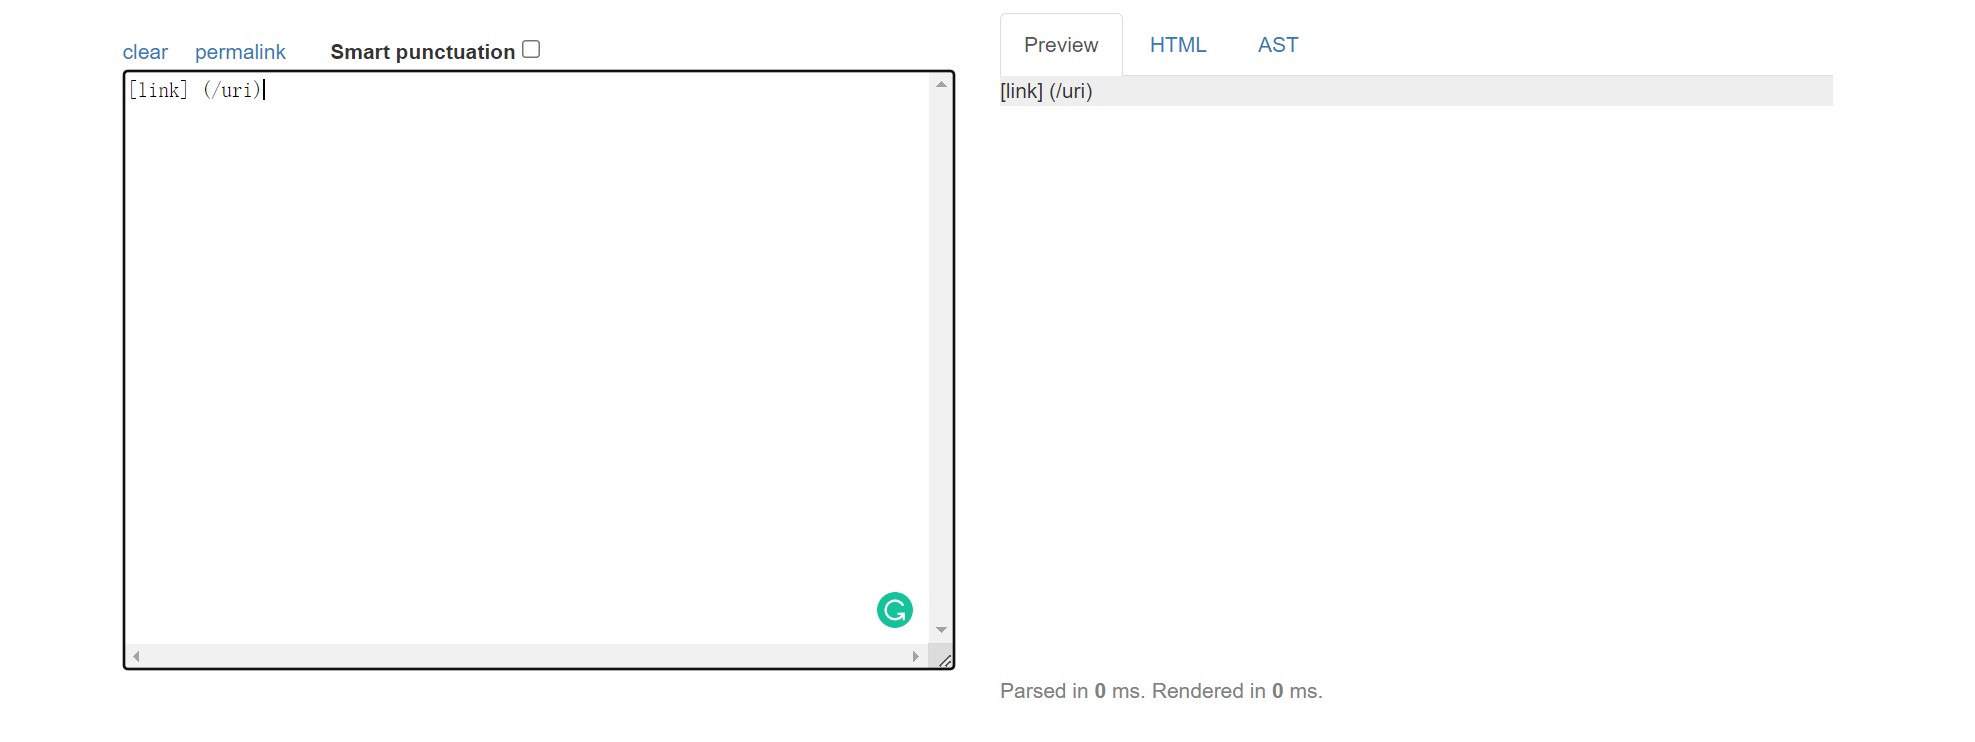 clear permalink Smart punctuation
Preview HTML AST
[link] (/uri)
[link] (/uri)
Parsed in 0 ms. Rendered in 0 ms.